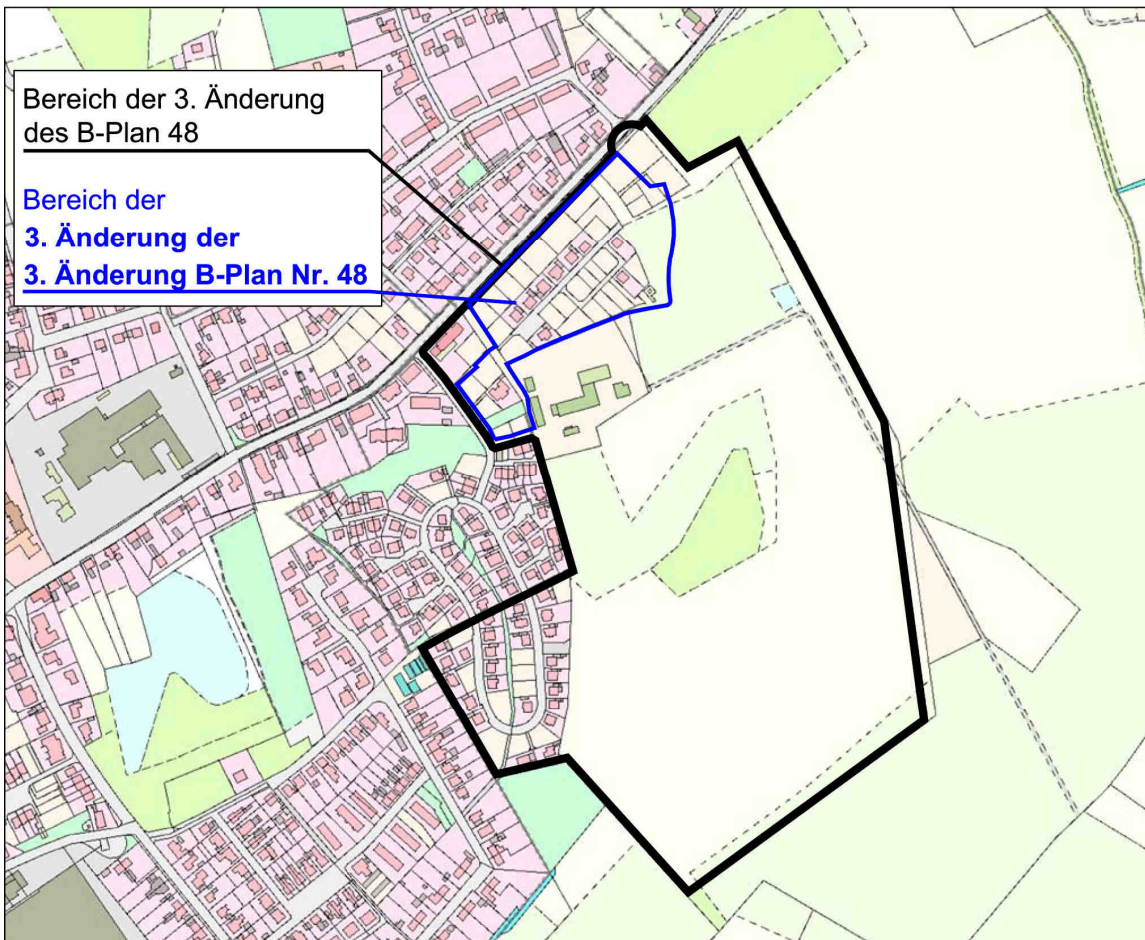 Bereich der 3. Änderung
des B-Plan 48
Bereich der
3. Änderung der
3. Änderung B-Plan Nr. 48